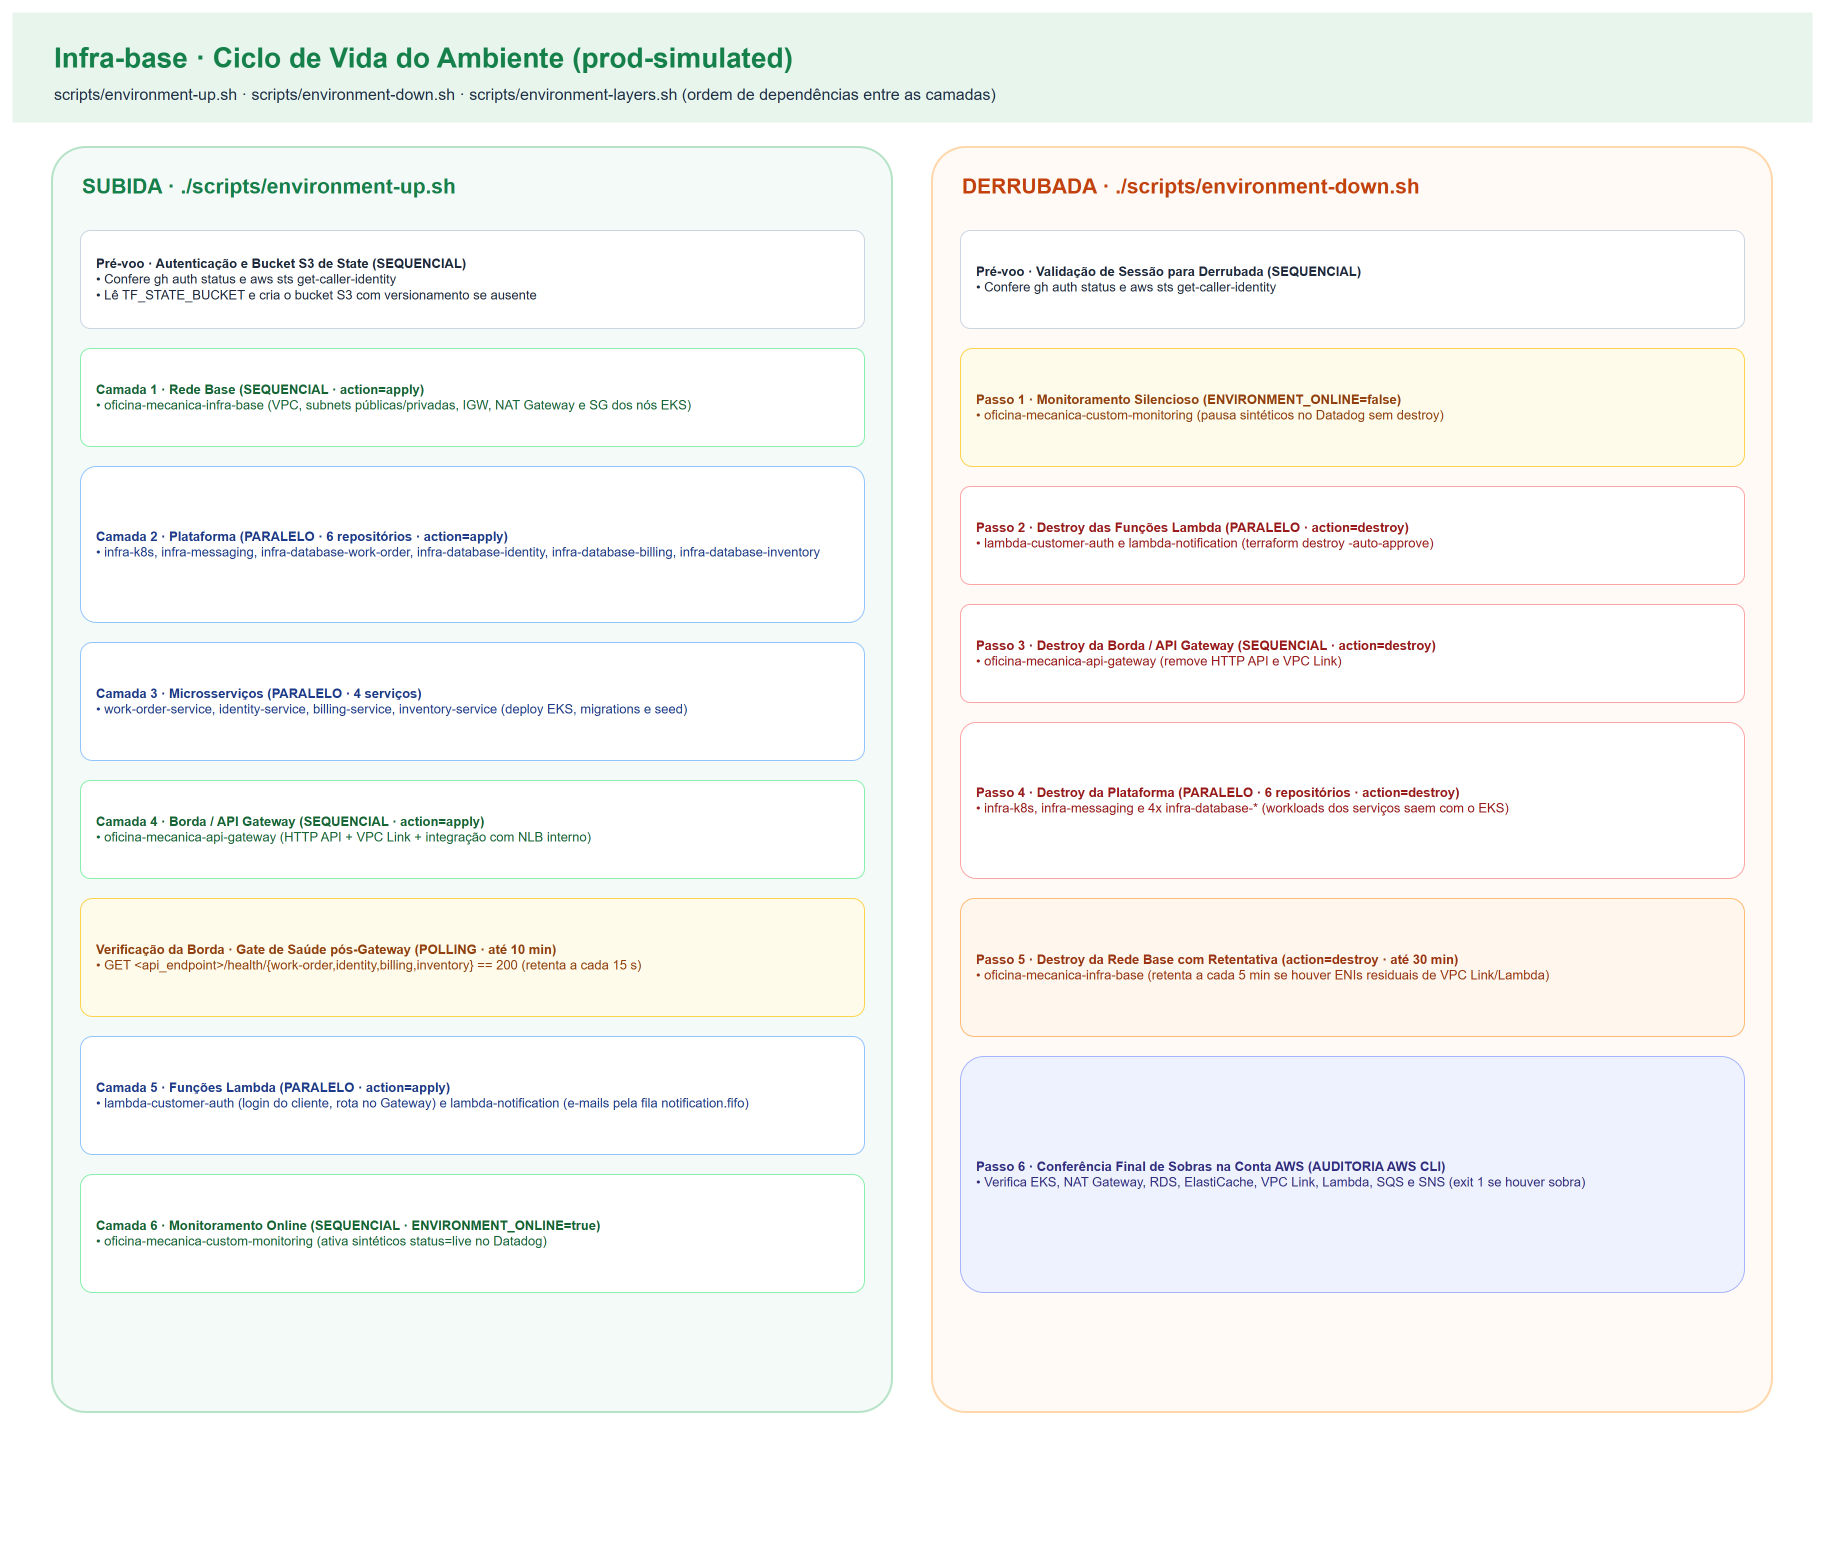 Infra-base · Ciclo de Vida do Ambiente (prod-simulated)
scripts/environment-up.sh · scripts/environment-down.sh · scripts/environment-layers.sh (ordem de dependências entre as camadas)
SUBIDA · ./scripts/environment-up.sh
Pré-voo · Autenticação e Bucket S3 de State (SEQUENCIAL)
• Confere gh auth status e aws sts get-caller-identity
• Lê TF_STATE_BUCKET e cria o bucket S3 com versionamento se ausente
Camada 1 · Rede Base (SEQUENCIAL · action=apply)
• oficina-mecanica-infra-base (VPC, subnets públicas/privadas, IGW, NAT Gateway e SG dos nós EKS)
Camada 2 · Plataforma (PARALELO · 6 repositórios · action=apply)
• infra-k8s, infra-messaging, infra-database-work-order, infra-database-identity, infra-database-billing, infra-database-inventory
Camada 3 · Microsserviços (PARALELO · 4 serviços)
• work-order-service, identity-service, billing-service, inventory-service (deploy EKS, migrations e seed)
Camada 4 · Borda / API Gateway (SEQUENCIAL · action=apply)
• oficina-mecanica-api-gateway (HTTP API + VPC Link + integração com NLB interno)
Verificação da Borda · Gate de Saúde pós-Gateway (POLLING · até 10 min)
• GET <api_endpoint>/health/{work-order,identity,billing,inventory} == 200 (retenta a cada 15 s)
Camada 5 · Funções Lambda (PARALELO · action=apply)
• lambda-customer-auth (login do cliente, rota no Gateway) e lambda-notification (e-mails pela fila notification.fifo)
Camada 6 · Monitoramento Online (SEQUENCIAL · ENVIRONMENT_ONLINE=true)
• oficina-mecanica-custom-monitoring (ativa sintéticos status=live no Datadog)
DERRUBADA · ./scripts/environment-down.sh
Pré-voo · Validação de Sessão para Derrubada (SEQUENCIAL)
• Confere gh auth status e aws sts get-caller-identity
Passo 1 · Monitoramento Silencioso (ENVIRONMENT_ONLINE=false)
• oficina-mecanica-custom-monitoring (pausa sintéticos no Datadog sem destroy)
Passo 2 · Destroy das Funções Lambda (PARALELO · action=destroy)
• lambda-customer-auth e lambda-notification (terraform destroy -auto-approve)
Passo 3 · Destroy da Borda / API Gateway (SEQUENCIAL · action=destroy)
• oficina-mecanica-api-gateway (remove HTTP API e VPC Link)
Passo 4 · Destroy da Plataforma (PARALELO · 6 repositórios · action=destroy)
• infra-k8s, infra-messaging e 4x infra-database-* (workloads dos serviços saem com o EKS)
Passo 5 · Destroy da Rede Base com Retentativa (action=destroy · até 30 min)
• oficina-mecanica-infra-base (retenta a cada 5 min se houver ENIs residuais de VPC Link/Lambda)
Passo 6 · Conferência Final de Sobras na Conta AWS (AUDITORIA AWS CLI)
• Verifica EKS, NAT Gateway, RDS, ElastiCache, VPC Link, Lambda, SQS e SNS (exit 1 se houver sobra)